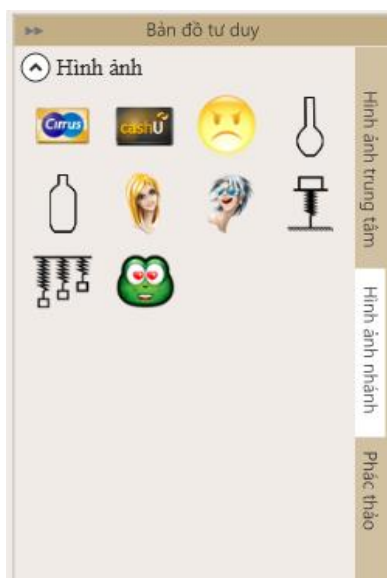 Bản đồ tư duy
Hình ảnh
Cirrus
cashU
Hình ảnh trung tâm
Hình ảnh nhánh
Phác thảo